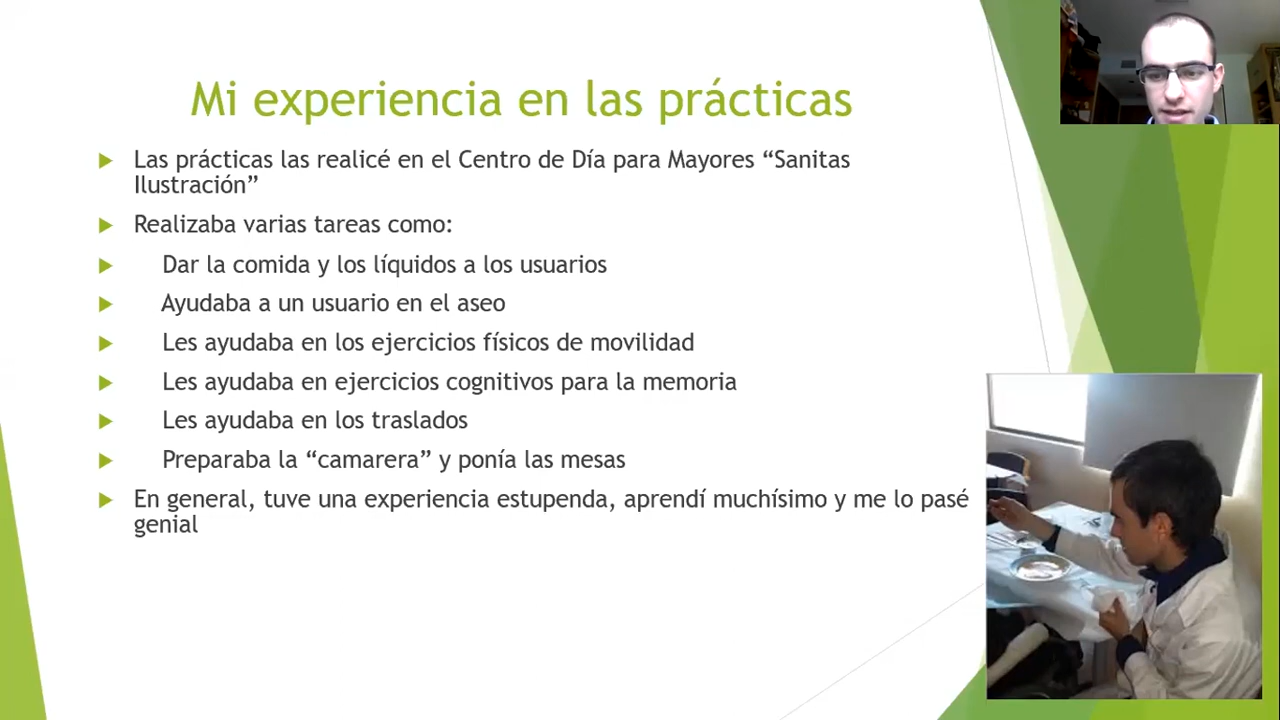 Mi experiencia en las prácticas
Las prácticas las realicé en el Centro de Día para Mayores “Sanitas
Ilustración”
Realizaba varias tareas como:
Dar la comida y los líquidos a los usuarios
Ayudaba a un usuario en el aseo
Les ayudaba en los ejercicios físicos de movilidad
Les ayudaba en ejercicios cognitivos para la memoria
Les ayudaba en los traslados
Preparaba la “camarera” y ponía las mesas
En general, tuve una experiencia estupenda, aprendí muchísimo y me lo pasé
genial